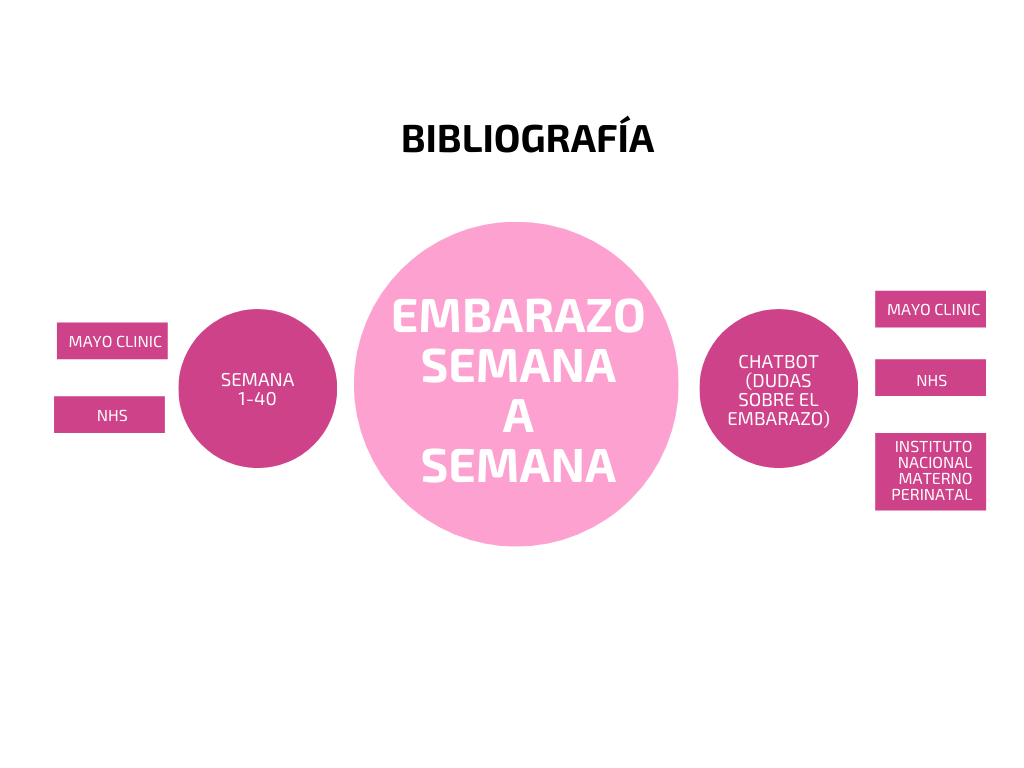 BIBLIOGRAFÍA
MAYO CLINIC
NHS
SEMANA
1-40
EMBARAZO
SEMANA
A
SEMANA
CHATBOT
(DUDAS
SOBRE EL
EMBARAZO)
MAYO CLINIC
NHS
INSTITUTO
NACIONAL
MATERNO
PERINATAL